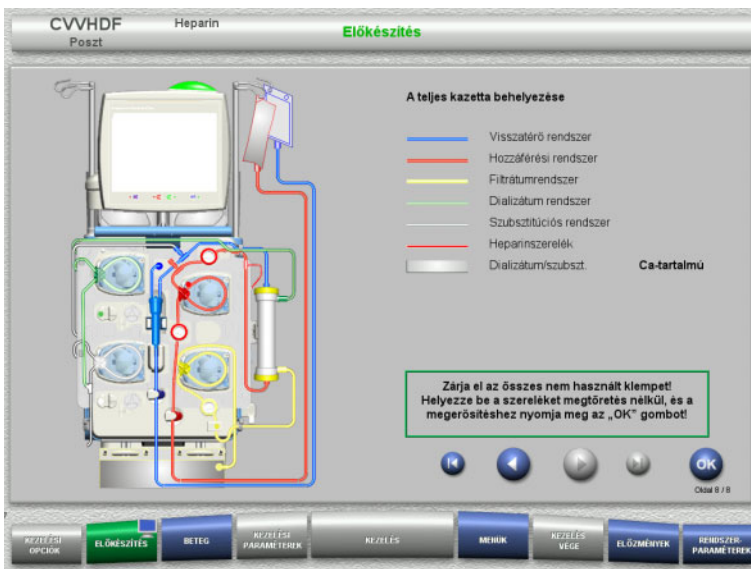 CVVHDF Heparin
Poszt
Előkészítés
A teljes kazetta behelyezése
Visszatérő rendszer
Hozzáférési rendszer
Filtrátumrendszer
Dializátum rendszer
Szubsztitúciós rendszer
Heparinszerelék
Dializátum/szubszt. Ca-tartalmú
Zárja el az összes nem használt klempet!
Helyezze be a szereléket megtöretés nélkül, és a
megerősítéshez nyomja meg az „OK” gombot!
OK
Oldal 8 / 8
KEZELÉSI
OPCIÓK
ELŐKÉSZÍTÉS
BETEG
KEZELÉSI
PARAMÉTEREK
KEZELÉS
MENÜK
KEZELÉS
VÉGE
ELŐZMÉNYEK
RENDSZER-
PARAMÉTEREK